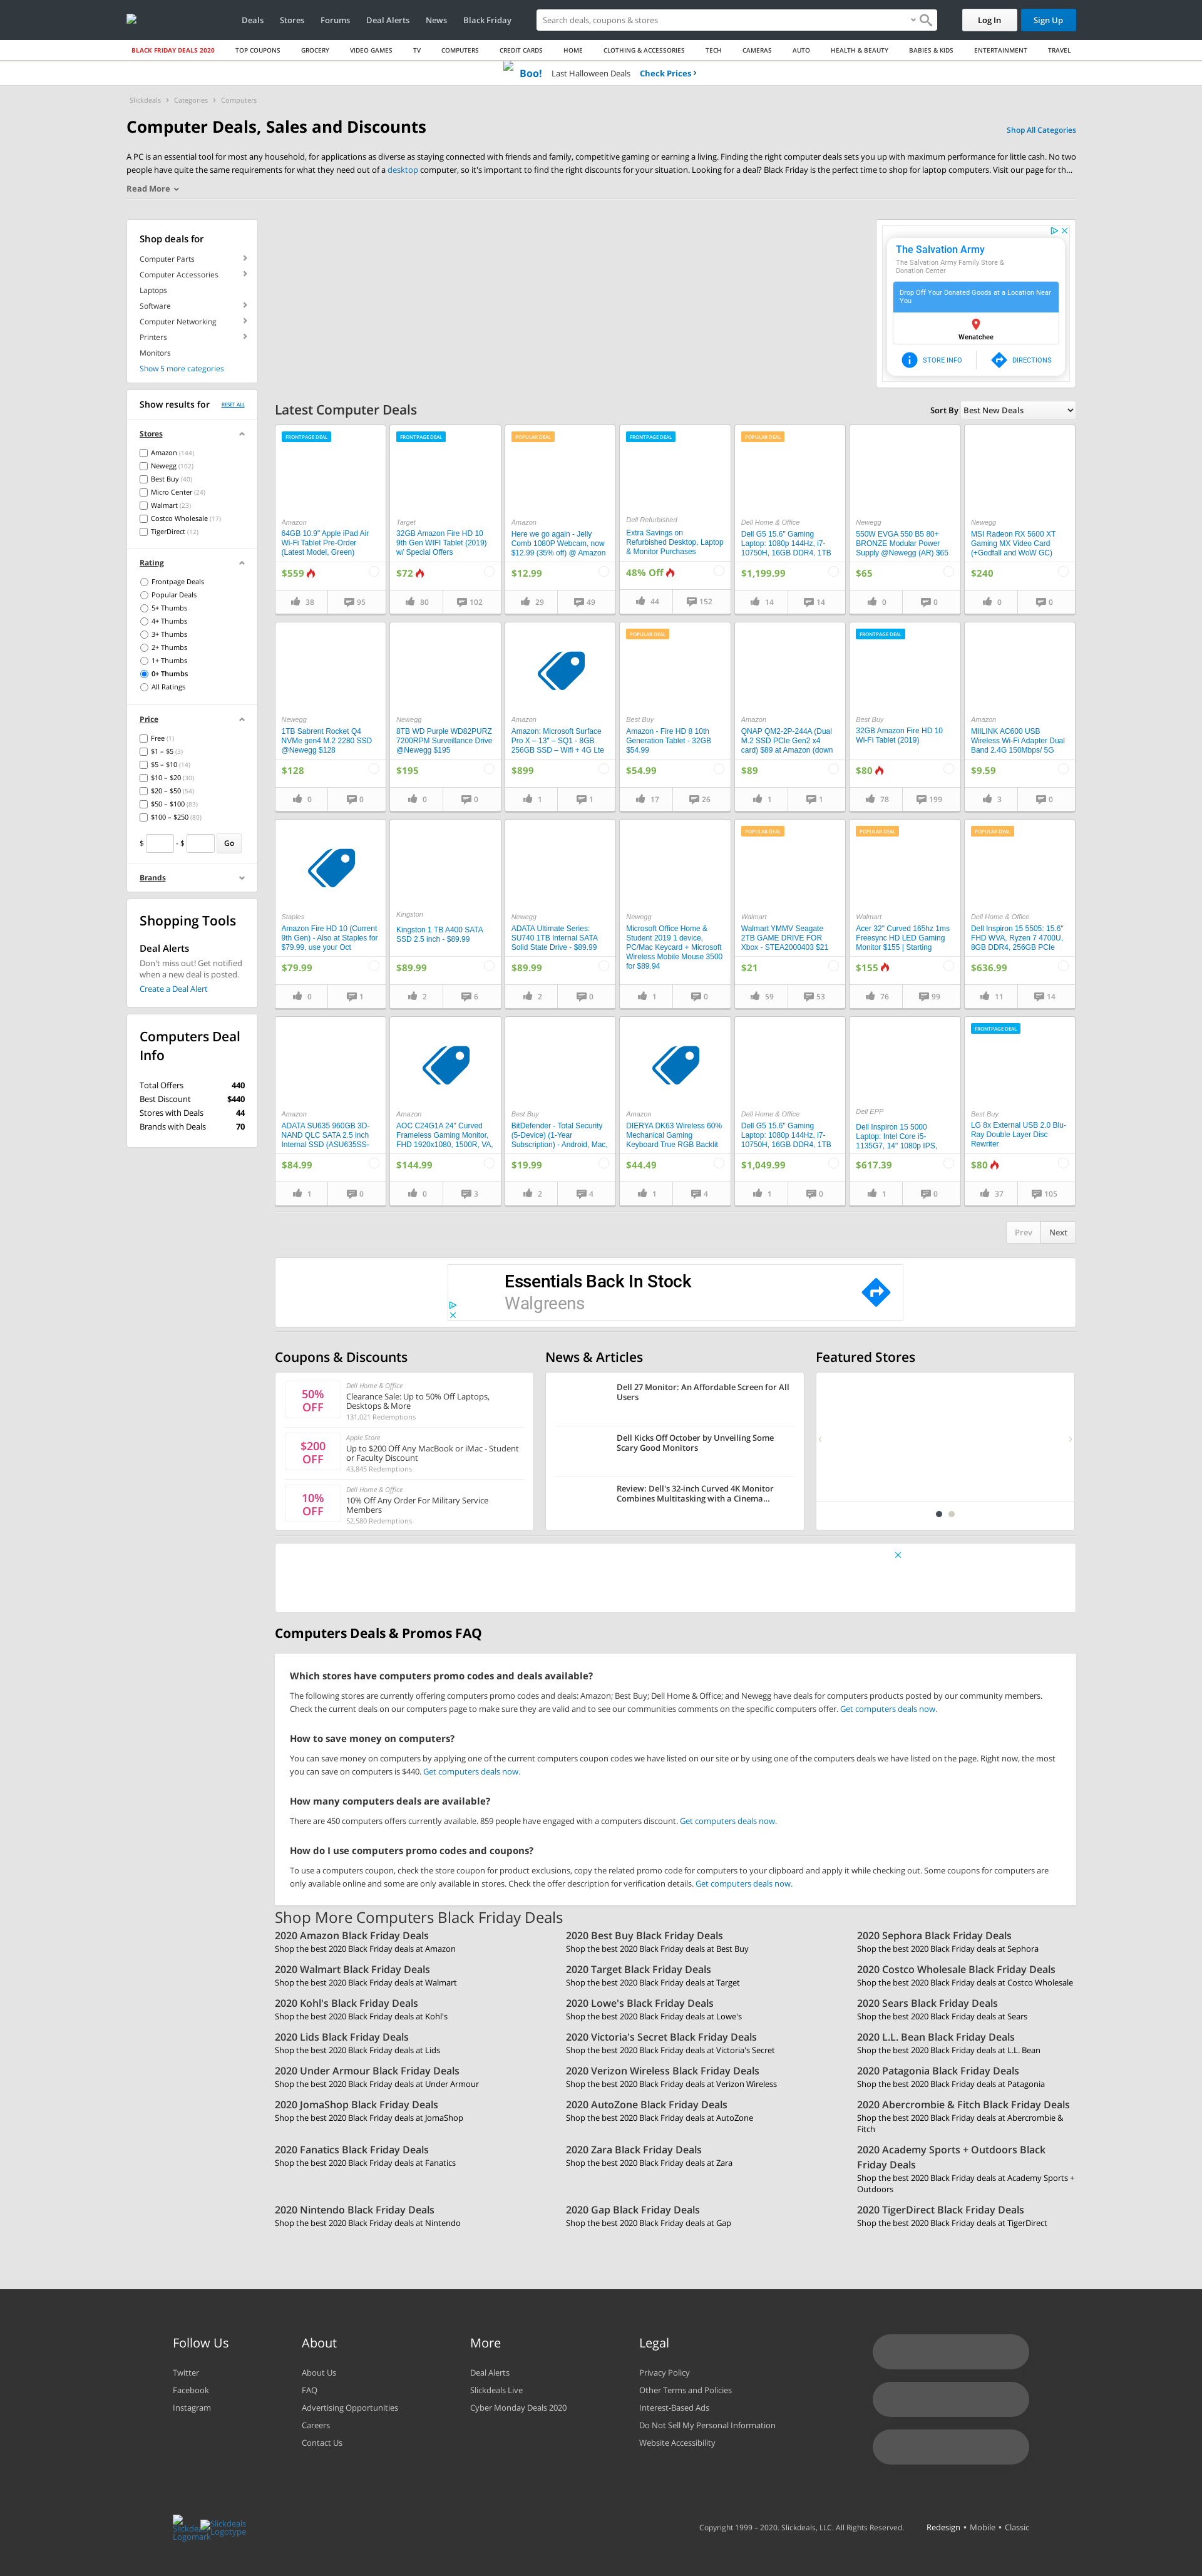 Deals Stores Forums Deal Alerts News Black Friday
Search deals, coupons & stores
Log In
Sign Up
BLACK FRIDAY DEALS 2020 TOP COUPONS GROCERY VIDEO GAMES TV COMPUTERS CREDIT CARDS HOME CLOTHING & ACCESSORIES TECH CAMERAS AUTO HEALTH & BEAUTY BABIES & KIDS ENTERTAINMENT TRAVEL
Boo! Last Halloween Deals Check Prices
Slickdeals Categories Computers
Computer Deals, Sales and Discounts
Shop All Categories
A PC is an essential tool for most any household, for applications as diverse as staying connected with friends and family, competitive gaming or earning a living. Finding the right computer deals sets you up with maximum performance for little cash. No two
people have quite the same requirements for what they need out of a desktop computer, so it's important to find the right discounts for your situation. Looking for a deal? Black Friday is the perfect time to shop for laptop computers. Visit our page for th...
Read More
Shop deals for
Computer Parts
Computer Accessories
Laptops
Software
Computer Networking
Printers
Monitors
Show 5 more categories
The Salvation Army
The Salvation Army Family Store &
Donation Center
Drop Off Your Donated Goods at a Location Near
You
Wenatchee
STORE INFO
DIRECTIONS
Show results for RESET ALL
Stores
Amazon (144)
Newegg (102)
Best Buy (40)
Micro Center (24)
Walmart (23)
Costco Wholesale (17)
TigerDirect (12)
Rating
Frontpage Deals
Popular Deals
5+ Thumbs
4+ Thumbs
3+ Thumbs
2+ Thumbs
1+ Thumbs
0+ Thumbs
All Ratings
Price
Free (1)
$1 – $5 (3)
$5 – $10 (14)
$10 – $20 (30)
$20 – $50 (54)
$50 – $100 (83)
$100 – $250 (80)
$ - $ Go
Brands
Shopping Tools
Deal Alerts
Don't miss out! Get notified
when a new deal is posted.
Create a Deal Alert
Computers Deal
Info
Total Offers 440
Best Discount $440
Stores with Deals 44
Brands with Deals 70
Latest Computer Deals
Sort By Best New Deals
FRONTPAGE DEAL
Amazon
64GB 10.9" Apple iPad Air
Wi-Fi Tablet Pre-Order
(Latest Model, Green)
$559
38 95
FRONTPAGE DEAL
Target
32GB Amazon Fire HD 10
9th Gen WIFI Tablet (2019)
w/ Special Offers
$72
80 102
POPULAR DEAL
Amazon
Here we go again - Jelly
Comb 1080P Webcam, now
$12.99 (35% off) @ Amazon
$12.99
29 49
FRONTPAGE DEAL
Dell Refurbished
Extra Savings on
Refurbished Desktop, Laptop
& Monitor Purchases
48% Off
44 152
POPULAR DEAL
Dell Home & Office
Dell G5 15.6" Gaming
Laptop: 1080p 144Hz, i7-
10750H, 16GB DDR4, 1TB
$1,199.99
14 14
Newegg
550W EVGA 550 B5 80+
BRONZE Modular Power
Supply @Newegg (AR) $65
$65
0 0
Newegg
MSI Radeon RX 5600 XT
Gaming MX Video Card
(+Godfall and WoW GC)
$240
0 0
Newegg
1TB Sabrent Rocket Q4
NVMe gen4 M.2 2280 SSD
@Newegg $128
$128
0 0
Newegg
8TB WD Purple WD82PURZ
7200RPM Surveillance Drive
@Newegg $195
$195
0 0
Amazon
Amazon: Microsoft Surface
Pro X – 13" – SQ1 - 8GB
256GB SSD – Wifi + 4G Lte
$899
1 1
POPULAR DEAL
Best Buy
Amazon - Fire HD 8 10th
Generation Tablet - 32GB
$54.99
$54.99
17 26
Amazon
QNAP QM2-2P-244A (Dual
M.2 SSD PCIe Gen2 x4
card) $89 at Amazon (down
$89
1 1
FRONTPAGE DEAL
Best Buy
32GB Amazon Fire HD 10
Wi-Fi Tablet (2019)
$80
78 199
Amazon
MIILINK AC600 USB
Wireless Wi-Fi Adapter Dual
Band 2.4G 150Mbps/ 5G
$9.59
3 0
Staples
Amazon Fire HD 10 (Current
9th Gen) - Also at Staples for
$79.99, use your Oct
$79.99
0 1
Kingston
Kingston 1 TB A400 SATA
SSD 2.5 inch - $89.99
$89.99
2 6
Newegg
ADATA Ultimate Series:
SU740 1TB Internal SATA
Solid State Drive - $89.99
$89.99
2 0
Newegg
Microsoft Office Home &
Student 2019 1 device,
PC/Mac Keycard + Microsoft
Wireless Mobile Mouse 3500
for $89.94
1 0
POPULAR DEAL
Walmart
Walmart YMMV Seagate
2TB GAME DRIVE FOR
Xbox - STEA2000403 $21
$21
59 53
POPULAR DEAL
Walmart
Acer 32" Curved 165hz 1ms
Freesync HD LED Gaming
Monitor $155 | Starting
$155
76 99
POPULAR DEAL
Dell Home & Office
Dell Inspiron 15 5505: 15.6"
FHD WVA, Ryzen 7 4700U,
8GB DDR4, 256GB PCIe
$636.99
11 14
Amazon
ADATA SU635 960GB 3D-
NAND QLC SATA 2.5 inch
Internal SSD (ASU635SS-
$84.99
1 0
Amazon
AOC C24G1A 24" Curved
Frameless Gaming Monitor,
FHD 1920x1080, 1500R, VA,
$144.99
0 3
Best Buy
BitDefender - Total Security
(5-Device) (1-Year
Subscription) - Android, Mac,
$19.99
2 4
Amazon
DIERYA DK63 Wireless 60%
Mechanical Gaming
Keyboard True RGB Backlit
$44.49
1 4
Dell Home & Office
Dell G5 15.6" Gaming
Laptop: 1080p 144Hz, i7-
10750H, 16GB DDR4, 1TB
$1,049.99
1 0
Dell EPP
Dell Inspiron 15 5000
Laptop: Intel Core i5-
1135G7, 14" 1080p IPS,
$617.39
1 0
FRONTPAGE DEAL
Best Buy
LG 8x External USB 2.0 Blu-
Ray Double Layer Disc
Rewriter
$80
37 105
Prev Next
Essentials Back In Stock
Walgreens
Coupons & Discounts
50%
OFF
Dell Home & Office
Clearance Sale: Up to 50% Off Laptops,
Desktops & More
131,021 Redemptions
$200
OFF
Apple Store
Up to $200 Off Any MacBook or iMac - Student
or Faculty Discount
43,845 Redemptions
10%
OFF
Dell Home & Office
10% Off Any Order For Military Service
Members
52,580 Redemptions
News & Articles
Dell 27 Monitor: An Affordable Screen for All
Users
Dell Kicks Off October by Unveiling Some
Scary Good Monitors
Review: Dell's 32-inch Curved 4K Monitor
Combines Multitasking with a Cinema...
Featured Stores
Computers Deals & Promos FAQ
Which stores have computers promo codes and deals available?
The following stores are currently offering computers promo codes and deals: Amazon; Best Buy; Dell Home & Office; and Newegg have deals for computers products posted by our community members.
Check the current deals on our computers page to make sure they are valid and to see our communities comments on the specific computers offer. Get computers deals now.
How to save money on computers?
You can save money on computers by applying one of the current computers coupon codes we have listed on our site or by using one of the computers deals we have listed on the page. Right now, the most
you can save on computers is $440. Get computers deals now.
How many computers deals are available?
There are 450 computers offers currently available. 859 people have engaged with a computers discount. Get computers deals now.
How do I use computers promo codes and coupons?
To use a computers coupon, check the store coupon for product exclusions, copy the related promo code for computers to your clipboard and apply it while checking out. Some coupons for computers are
only available online and some are only available in stores. Check the offer description for verification details. Get computers deals now.
Shop More Computers Black Friday Deals
2020 Amazon Black Friday Deals
Shop the best 2020 Black Friday deals at Amazon
2020 Best Buy Black Friday Deals
Shop the best 2020 Black Friday deals at Best Buy
2020 Sephora Black Friday Deals
Shop the best 2020 Black Friday deals at Sephora
2020 Walmart Black Friday Deals
Shop the best 2020 Black Friday deals at Walmart
2020 Target Black Friday Deals
Shop the best 2020 Black Friday deals at Target
2020 Costco Wholesale Black Friday Deals
Shop the best 2020 Black Friday deals at Costco Wholesale
2020 Kohl's Black Friday Deals
Shop the best 2020 Black Friday deals at Kohl's
2020 Lowe's Black Friday Deals
Shop the best 2020 Black Friday deals at Lowe's
2020 Sears Black Friday Deals
Shop the best 2020 Black Friday deals at Sears
2020 Lids Black Friday Deals
Shop the best 2020 Black Friday deals at Lids
2020 Victoria's Secret Black Friday Deals
Shop the best 2020 Black Friday deals at Victoria's Secret
2020 L.L. Bean Black Friday Deals
Shop the best 2020 Black Friday deals at L.L. Bean
2020 Under Armour Black Friday Deals
Shop the best 2020 Black Friday deals at Under Armour
2020 Verizon Wireless Black Friday Deals
Shop the best 2020 Black Friday deals at Verizon Wireless
2020 Patagonia Black Friday Deals
Shop the best 2020 Black Friday deals at Patagonia
2020 JomaShop Black Friday Deals
Shop the best 2020 Black Friday deals at JomaShop
2020 AutoZone Black Friday Deals
Shop the best 2020 Black Friday deals at AutoZone
2020 Abercrombie & Fitch Black Friday Deals
Shop the best 2020 Black Friday deals at Abercrombie &
Fitch
2020 Fanatics Black Friday Deals
Shop the best 2020 Black Friday deals at Fanatics
2020 Zara Black Friday Deals
Shop the best 2020 Black Friday deals at Zara
2020 Academy Sports + Outdoors Black
Friday Deals
Shop the best 2020 Black Friday deals at Academy Sports +
Outdoors
2020 Nintendo Black Friday Deals
Shop the best 2020 Black Friday deals at Nintendo
2020 Gap Black Friday Deals
Shop the best 2020 Black Friday deals at Gap
2020 TigerDirect Black Friday Deals
Shop the best 2020 Black Friday deals at TigerDirect
Follow Us
Twitter
Facebook
Instagram
About
About Us
FAQ
Advertising Opportunities
Careers
Contact Us
More
Deal Alerts
Slickdeals Live
Cyber Monday Deals 2020
Legal
Privacy Policy
Other Terms and Policies
Interest-Based Ads
Do Not Sell My Personal Information
Website Accessibility
Slickdeals
Logomark
Slickdeals
Logotype
Copyright 1999 – 2020. Slickdeals, LLC. All Rights Reserved.
Redesign • Mobile • Classic